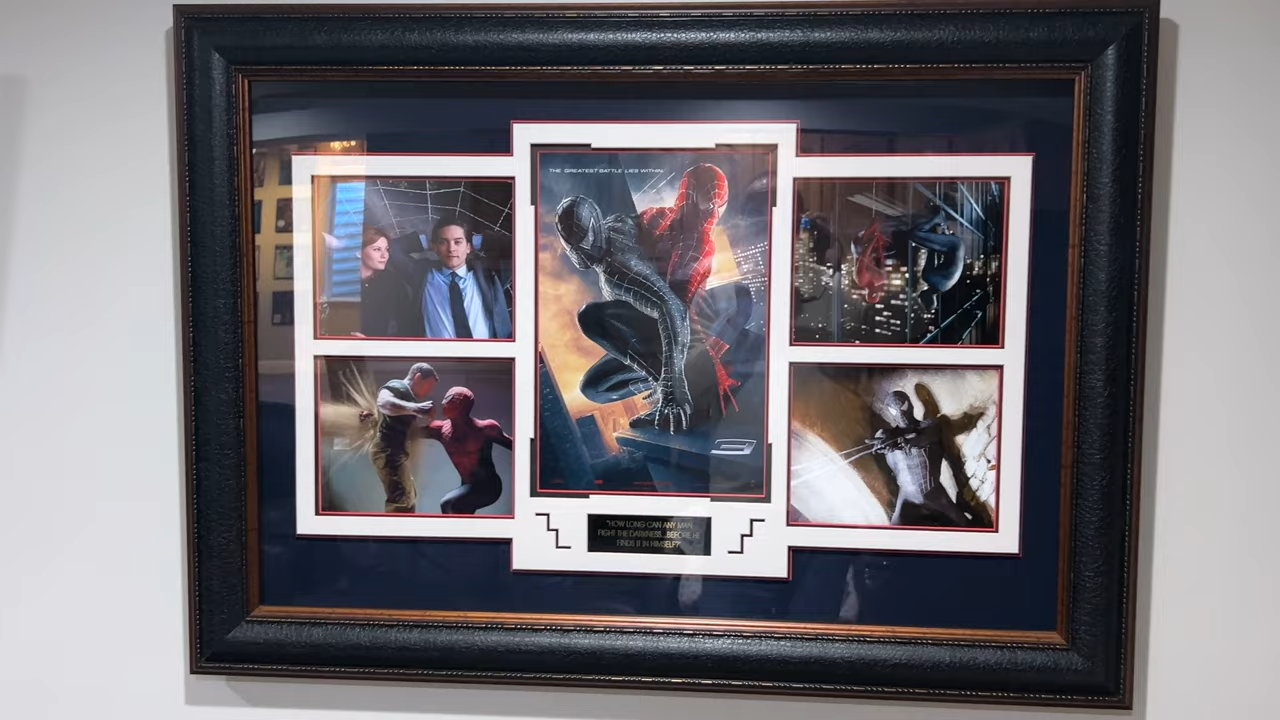 THE GREATEST BATTLE LIES WITHIN.
"HOW LONG CAN ANY MAN
FIGHT THE DARKNESS...BEFORE HE
FINDS IT IN HIMSELF?"